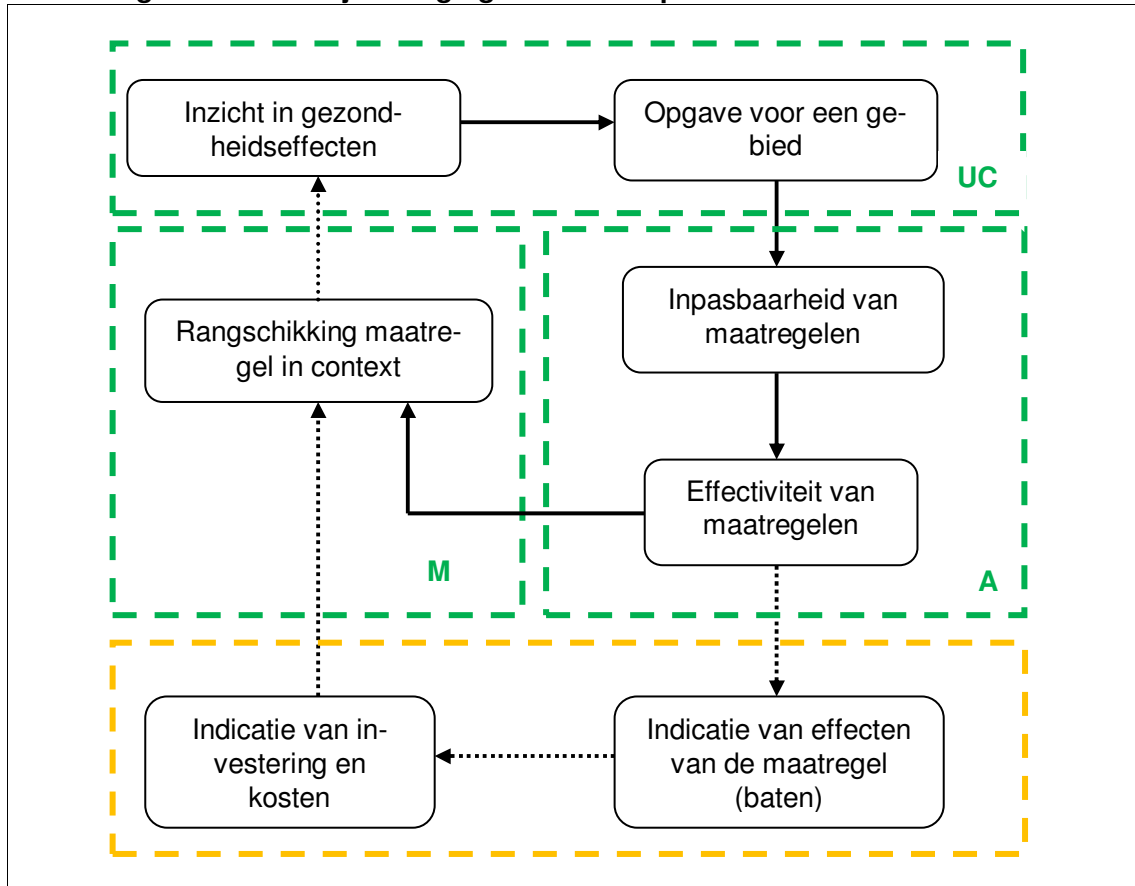 Inzicht in gezond-
heidseffecten
Opgave voor een ge-
bied
UC
Inpasbaarheid van
maatregelen
Rangschikking maatre-
gel in context
Effectiviteit van
maatregelen
M
A
Indicatie van in-
vestering en
kosten
Indicatie van effecten
van de maatregel
(baten)